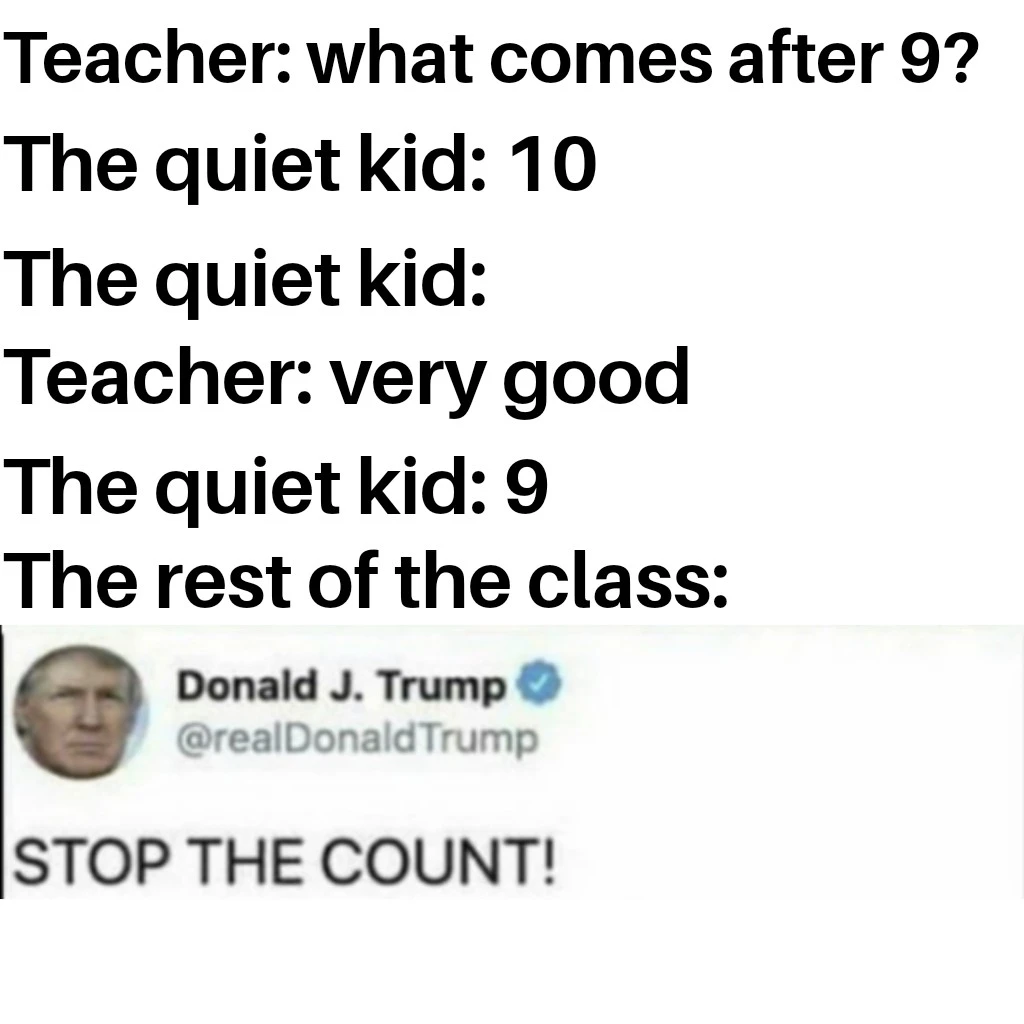 Teacher: what comes after 9?
The quiet kid: 10
The quiet kid:
Teacher: very good
The quiet kid: 9
The rest of the class:
Donald J. Trump
@realDonaldTrump
STOP THE COUNT!